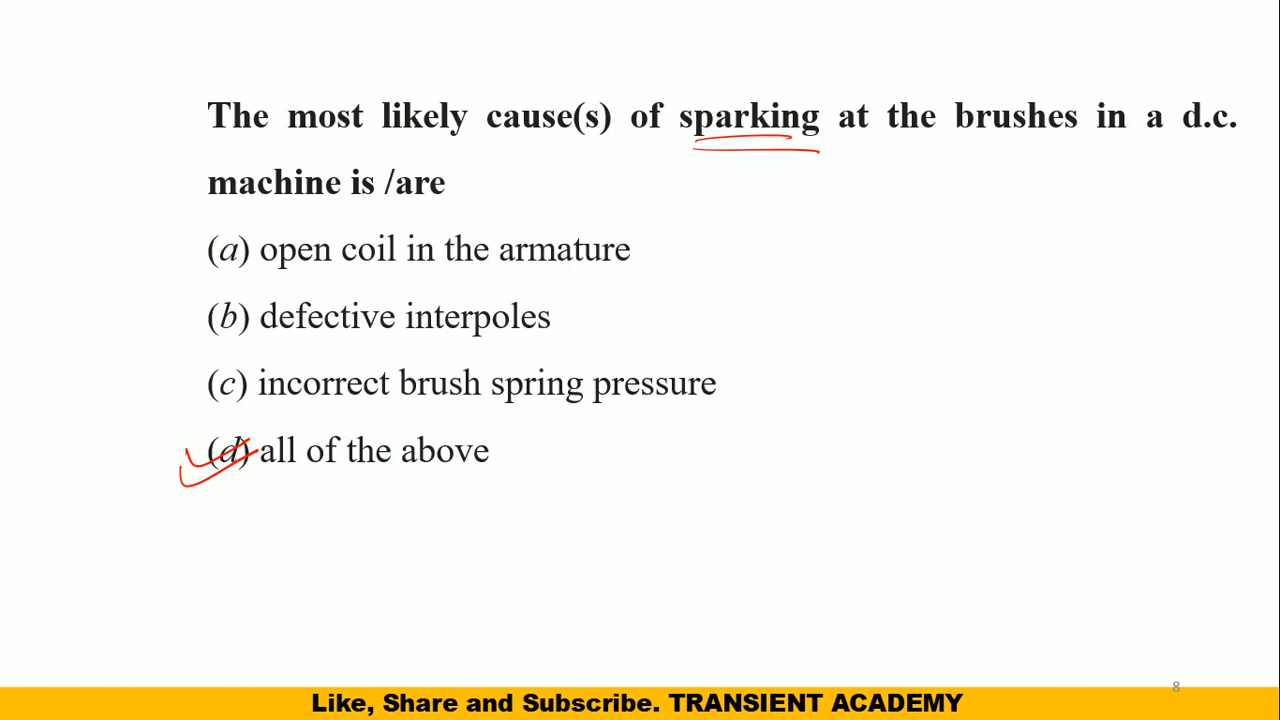 The most likely cause(s) of sparking at the brushes in a d.c.
machine is /are
(a) open coil in the armature
(b) defective interpoles
(c) incorrect brush spring pressure
(d) all of the above
8
Like, Share and Subscribe. TRANSIENT ACADEMY